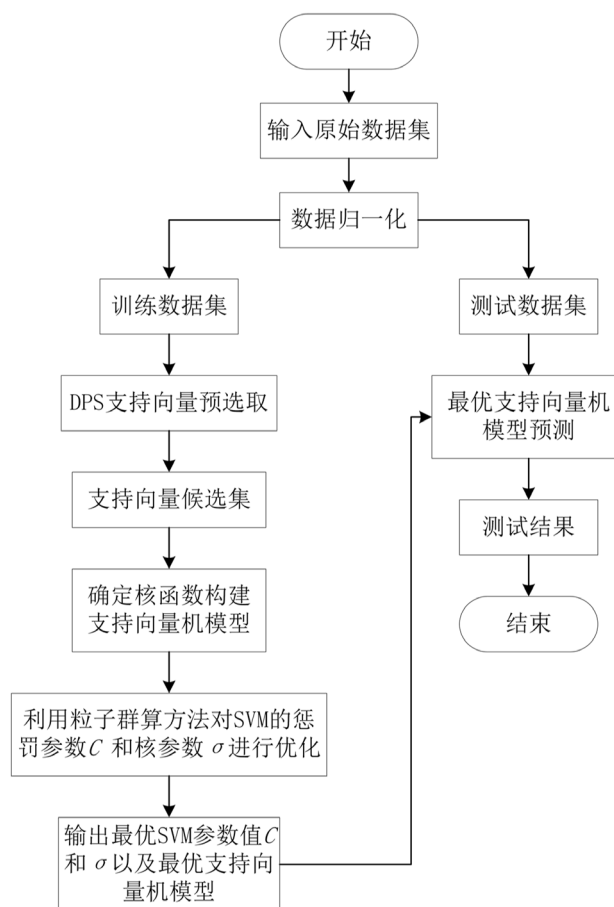 开始
输入原始数据集
数据归一化
训练数据集
DPS支持向量预选取
支持向量候选集
确定核函数构建
支持向量机模型
利用粒子群算方法对SVM的惩
罚参数C 和核参数 σ进行优化
输出最优SVM参数值C
和 σ以及最优支持向
量机模型
测试数据集
最优支持向量机
模型预测
测试结果
结束